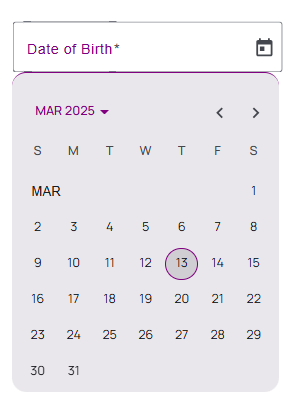 Date of Birth*
MAR 2025
S M T W T F S
MAR 1
2 3 4 5 6 7 8
9 10 11 12 13 14 15
16 17 18 19 20 21 22
23 24 25 26 27 28 29
30 31